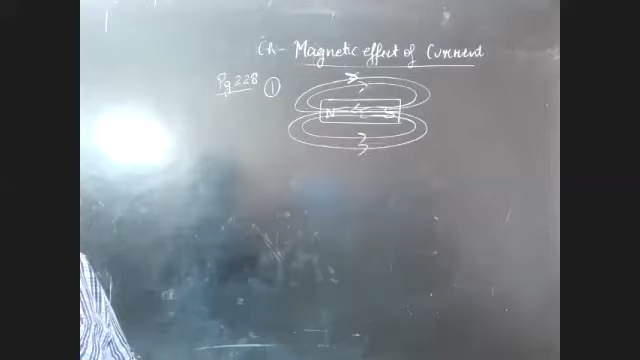 Ch- Magnetic effect of Current
Pg 228 ①
N S